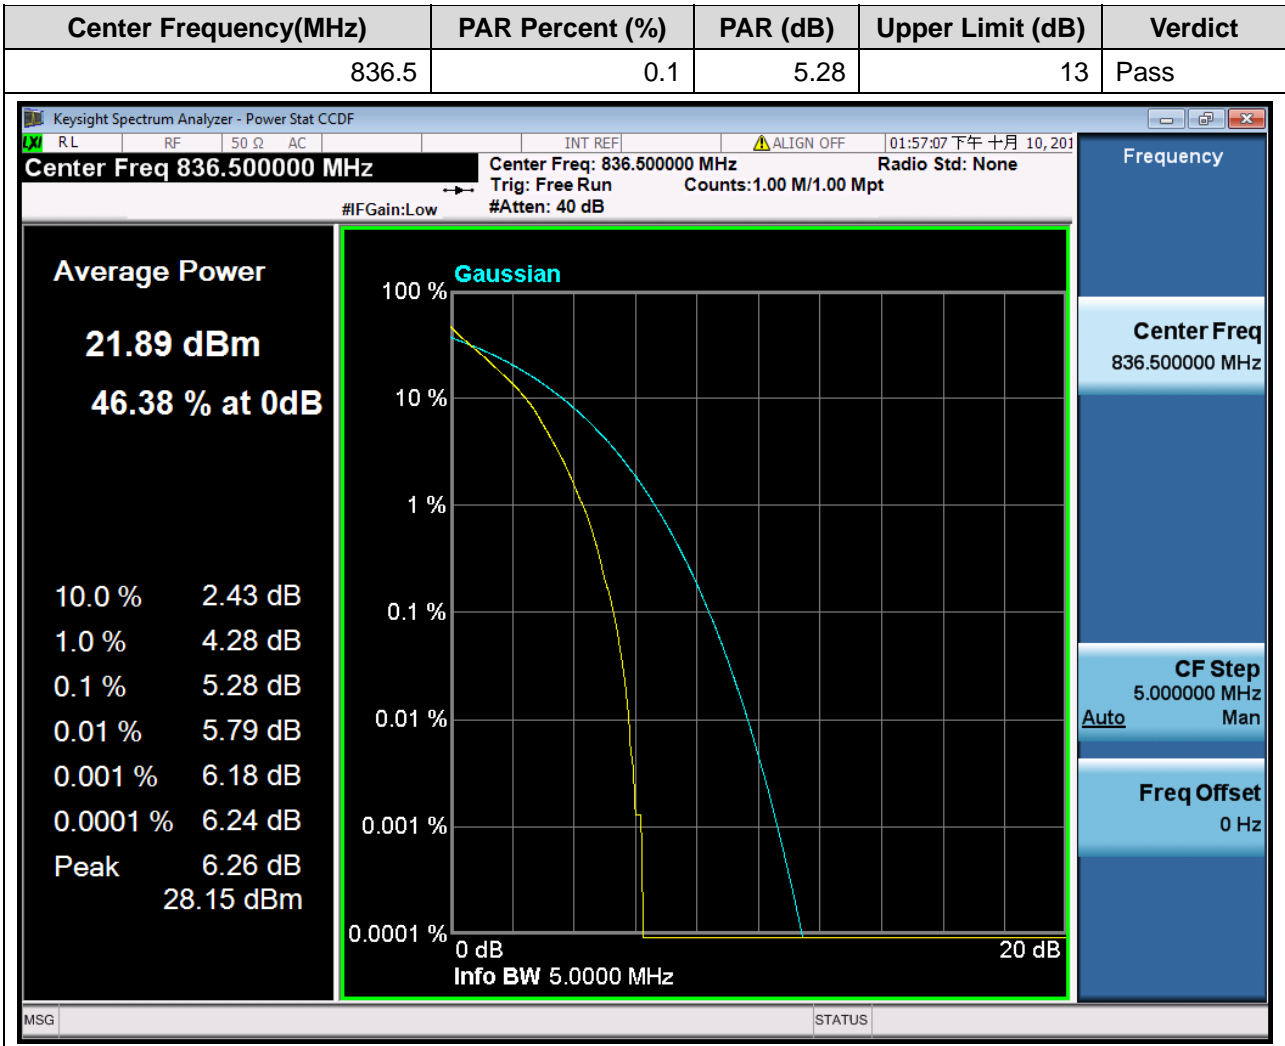 Center Frequency(MHz) PAR Percent (%) PAR (dB) Upper Limit (dB) Verdict
836.5 0.1 5.28 13 Pass
Keysight Spectrum Analyzer - Power Stat CCDF
LXI RL RF 50 Ω AC INT REF ALIGN OFF 01:57:07 下午 十月 10, 201
Center Freq 836.500000 MHz
Center Freq: 836.500000 MHz Radio Std: None
Trig: Free Run Counts:1.00 M/1.00 Mpt
#IFGain:Low #Atten: 40 dB
Frequency
Average Power
21.89 dBm
46.38 % at 0dB
10.0 % 2.43 dB
1.0 % 4.28 dB
0.1 % 5.28 dB
0.01 % 5.79 dB
0.001 % 6.18 dB
0.0001 % 6.24 dB
Peak 6.26 dB
28.15 dBm
Gaussian
100 %
10 %
1 %
0.1 %
0.01 %
0.001 %
0.0001 %
0 dB 20 dB
Info BW 5.0000 MHz
Center Freq
836.500000 MHz
CF Step
5.000000 MHz
Auto Man
Freq Offset
0 Hz
MSG STATUS